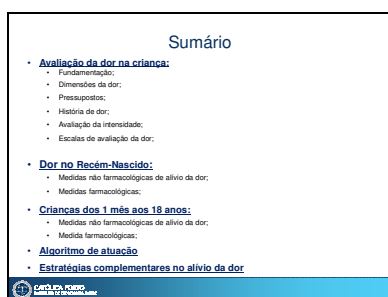 Sumário
• Avaliação da dor na criança:
• Fundamentação;
• Dimensões da dor;
• Pressupostos;
• História de dor;
• Avaliação da intensidade;
• Escalas de avaliação da dor;
• Dor no Recém-Nascido:
• Medidas não farmacológicas de alívio da dor;
• Medidas farmacológicas;
• Crianças dos 1 mês aos 18 anos:
• Medidas não farmacológicas de alívio da dor;
• Medida farmacológicas;
• Algoritmo de atuação
• Estratégias complementares no alívio da dor
CATÓLICA PORTO